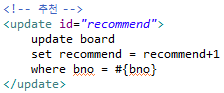 <!-- 추천 -->
<update id="recommend">
update board
set recommend = recommend+1
where bno = #{bno}
</update>